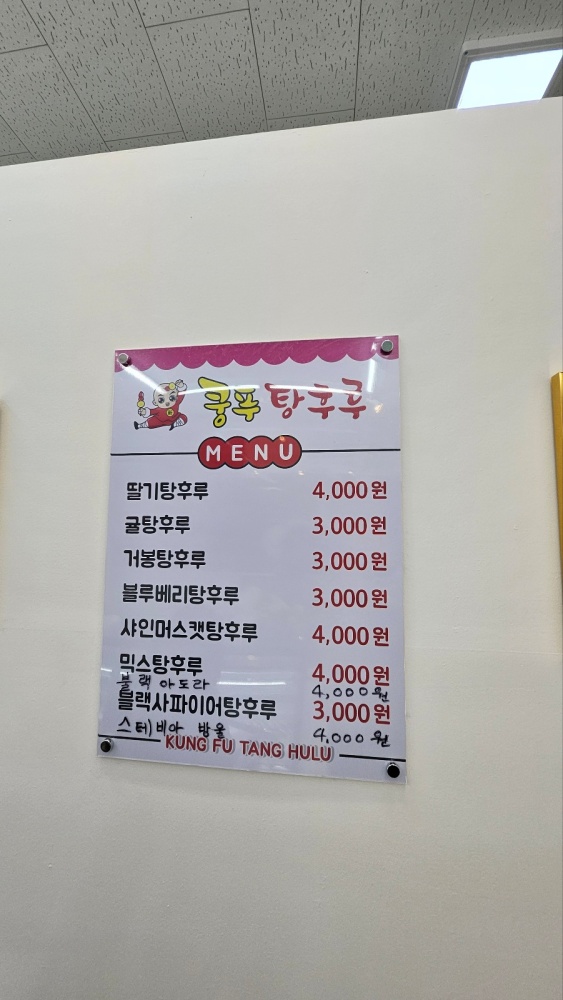 쿵푸 탕후루
MENU
딸기탕후루 4,000원
귤탕후루 3,000원
거봉탕후루 3,000원
블루베리탕후루 3,000원
샤인머스캣탕후루 4,000원
믹스탕후루 4,000원
블랙 아도라 4,000원
블랙사파이어탕후루 3,000원
스테비아 방울 4,000원
KUNG FU TANG HULU